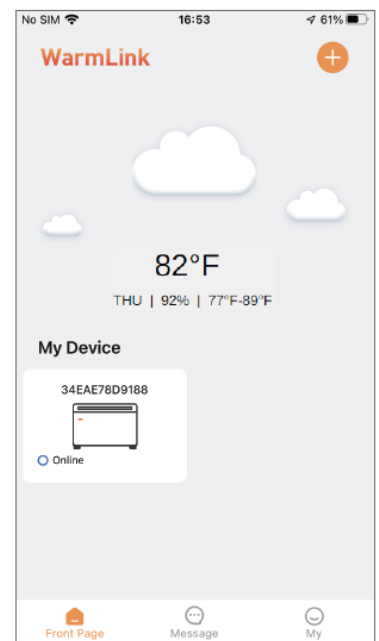 No SIM 16:53 61%
WarmLink
82°F
THU | 92% | 77°F-89°F
My Device
34EAE78D9188
Online
Front Page Message My